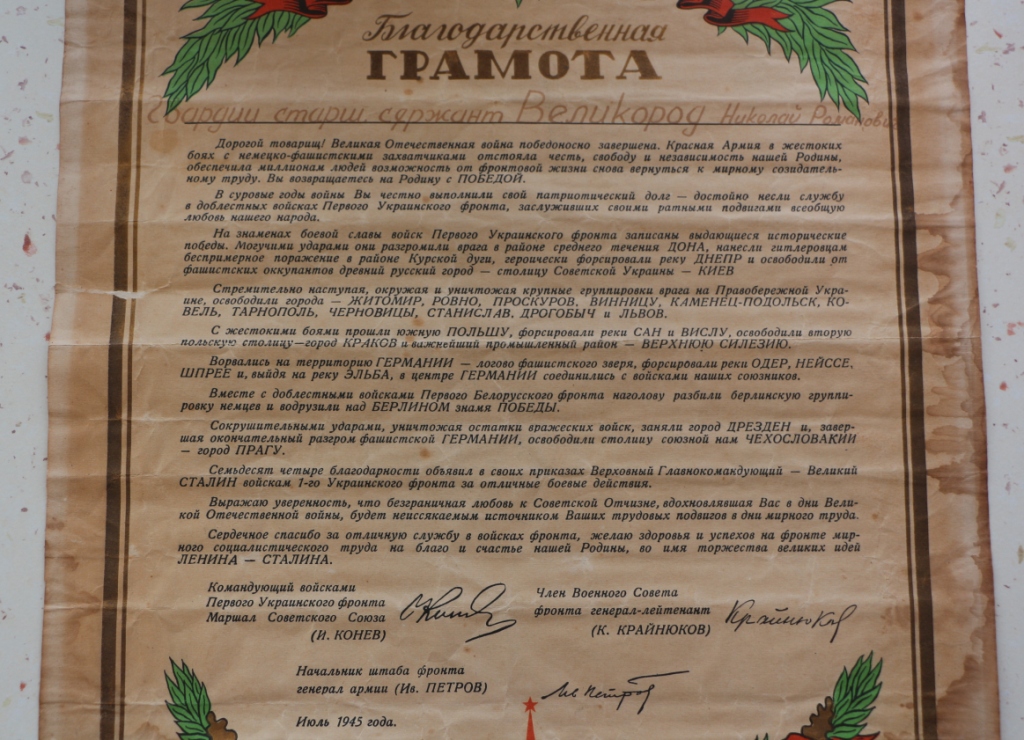 Благодарственная
ГРАМОТА
Гвардии старш. сержант Великород Николай Романови
Дорогой товарищ! Великая Отечественная война победоносно завершена. Красная Армия в жестоких
боях с немецко-фашистскими захватчиками отстояла честь, свободу и независимость нашей Родины,
обеспечила миллионам людей возможность от фронтовой жизни снова вернуться к мирному созидатель-
ному труду. Вы возвращаетесь на Родину с ПОБЕДОЙ.
В суровые годы войны Вы честно выполнили свой патриотический долг — достойно несли службу
в доблестных войсках Первого Украинского фронта, заслуживших своими ратными подвигами всеобщую
любовь нашего народа.
На знаменах боевой славы войск Первого Украинского фронта записаны выдающиеся исторические
победы. Могучими ударами они разгромили врага в районе среднего течения ДОНА, нанесли гитлеровцам
беспримерное поражение в районе Курской дуги, героически форсировали реку ДНЕПР и освободили от
фашистских оккупантов древний русский город — столицу Советской Украины — КИЕВ
Стремительно наступая, окружая и уничтожая крупные группировки врага на Правобережной Укра-
ине, освободили города — ЖИТОМИР, РОВНО, ПРОСКУРОВ, ВИННИЦУ, КАМЕНЕЦ-ПОДОЛЬСК, КО-
ВЕЛЬ, ТАРНОПОЛЬ, ЧЕРНОВИЦЫ, СТАНИСЛАВ, ДРОГОБЫЧ и ЛЬВОВ.
С жестокими боями прошли южную ПОЛЬШУ, форсировали реки САН и ВИСЛУ, освободили вторую
польскую столицу—город КРАКОВ и важнейший промышленный район — ВЕРХНЮЮ СИЛЕЗИЮ.
Ворвались на территорию ГЕРМАНИИ — логово фашистского зверя, форсировали реки ОДЕР, НЕЙССЕ,
ШПРЕЕ и, выйдя на реку ЭЛЬБА, в центре ГЕРМАНИИ соединились с войсками наших союзников.
Вместе с доблестными войсками Первого Белорусского фронта наголову разбили берлинскую группи-
ровку немцев и водрузили над БЕРЛИНОМ знамя ПОБЕДЫ.
Сокрушительными ударами, уничтожая остатки вражеских войск, заняли город ДРЕЗДЕН и, завер-
шая окончательный разгром фашистской ГЕРМАНИИ, освободили столицу союзной нам ЧЕХОСЛОВАКИИ
— город ПРАГУ.
Семьдесят четыре благодарности объявил в своих приказах Верховный Главнокомандующий — Великий
СТАЛИН войскам 1-го Украинского фронта за отличные боевые действия.
Выражаю уверенность, что безграничная любовь к Советской Отчизне, вдохновлявшая Вас в дни Вели-
кой Отечественной войны, будет неиссякаемым источником Ваших трудовых подвигов в дни мирного труда.
Сердечное спасибо за отличную службу в войсках фронта, желаю здоровья и успехов на фронте мир-
ного социалистического труда на благо и счастье нашей Родины, во имя торжества великих идей
ЛЕНИНА — СТАЛИНА.
Командующий войсками
Первого Украинского фронта
Маршал Советского Союза
(И. КОНЕВ)
Член Военного Совета
фронта генерал-лейтенант
(К. КРАЙНЮКОВ)
Крайнюков
Начальник штаба фронта
генерал армии (Ив. ПЕТРОВ)
Ив Петров
Июль 1945 года.